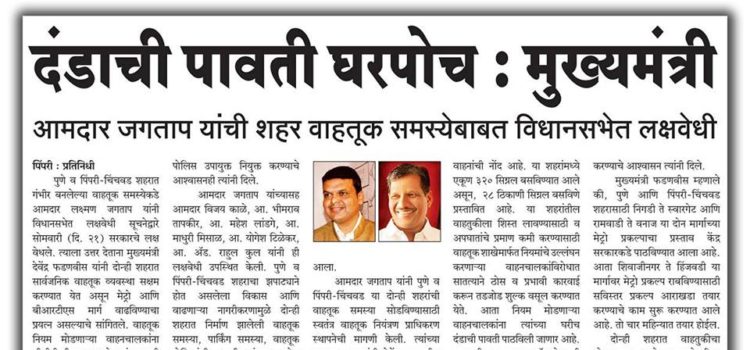 दंडाची पावती घरपोच : मुख्यमंत्री
आमदार जगताप यांची शहर वाहतूक समस्येबाबत विधानसभेत लक्षवेधी
पिंपरी : प्रतिनिधी
पुणे व पिंपरी-चिंचवड शहरात
गंभीर बनलेल्या वाहतूक समस्येकडे
आमदार लक्ष्मण जगताप यांनी
विधानसभेत लक्षवेधी सूचनेद्वारे
सोमवारी (दि. २१) सरकारचे लक्ष
वेधले. त्याला उत्तर देताना मुख्यमंत्री
देवेंद्र फडणवीस यांनी दोन्ही शहरात
सार्वजनिक वाहतूक व्यवस्था सक्षम
करण्यात येत असून मेट्रो आणि
बीआरटीएस मार्ग वाढविण्याचा
प्रयत्न असल्याचे सांगितले. वाहतूक
नियम मोडणाऱ्या वाहनचालकांना
पोलिस उपायुक्त नियुक्त करण्याचे
आश्वासनही त्यांनी दिले.
आमदार जगताप यांच्यासह
आमदार विजय काळे, आ. भीमराव
तापकीर, आ. महेश लांडगे, आ.
माधुरी मिसाळ, आ. योगेश टिळेकर,
आ. अॅड. राहुल कुल यांनी ही
लक्षवेधी उपस्थित केली. पुणे व
पिंपरी-चिंचवड शहराचा झपाट्याने
होत असलेला विकास आणि
वाढणाऱ्या नागरीकरणामुळे दोन्ही
शहरात निर्माण झालेली वाहतूक
समस्या, पार्किंग समस्या, वाहतूक
आला.
आमदार जगताप यांनी पुणे व
पिंपरी-चिंचवड या दोन्ही शहरांची
वाहतूक समस्या सोडविण्यासाठी
स्वतंत्र वाहतूक नियंत्रण प्राधिकरण
स्थापनेची मागणी केली. त्यांनी
वाहनांची नोंद आहे. या शहरांमध्ये
एकूण ३२० सिग्नल बसविण्यात आले
असून, २८ ठिकाणी सिग्नल बसविणे
प्रस्तावित आहे. या शहरांतील
वाहतुकीला शिस्त लावण्यासाठी व
अपघातांचे प्रमाण कमी करण्यासाठी
वाहतूक शाखेमार्फत नियमांचे उल्लंघन
करणाऱ्या वाहनचालकांविरोधात
सातत्याने ठोस व प्रभावी कारवाई
करून तडजोड शुल्क वसूल करण्यात
येते. आता नियम मोडणाऱ्या
वाहनचालकांना त्यांच्या घरीच
दंडाची पावती पाठविली जाणार आहे.
करण्याचे आश्वासन त्यांनी दिले.
मुख्यमंत्री फडणवीस म्हणाले
की, पुणे आणि पिंपरी-चिंचवड
शहरासाठी निगडी ते स्वारगेट आणि
रामवाडी ते वनाज या दोन मार्गाच्या
मेट्रो प्रकल्पाचा प्रस्ताव केंद्र
सरकारकडे पाठविण्यात आला आहे.
आता शिवाजीनगर ते हिंजवडी या
मार्गावर मेट्रो प्रकल्प राबविण्यासाठी
सविस्तर प्रकल्प आराखडा तयार
करण्याचे काम सुरू करण्यात आले
आहे. तो चार महिन्यात तयार होईल.
दोन्ही शहरात वाहतुकीचा